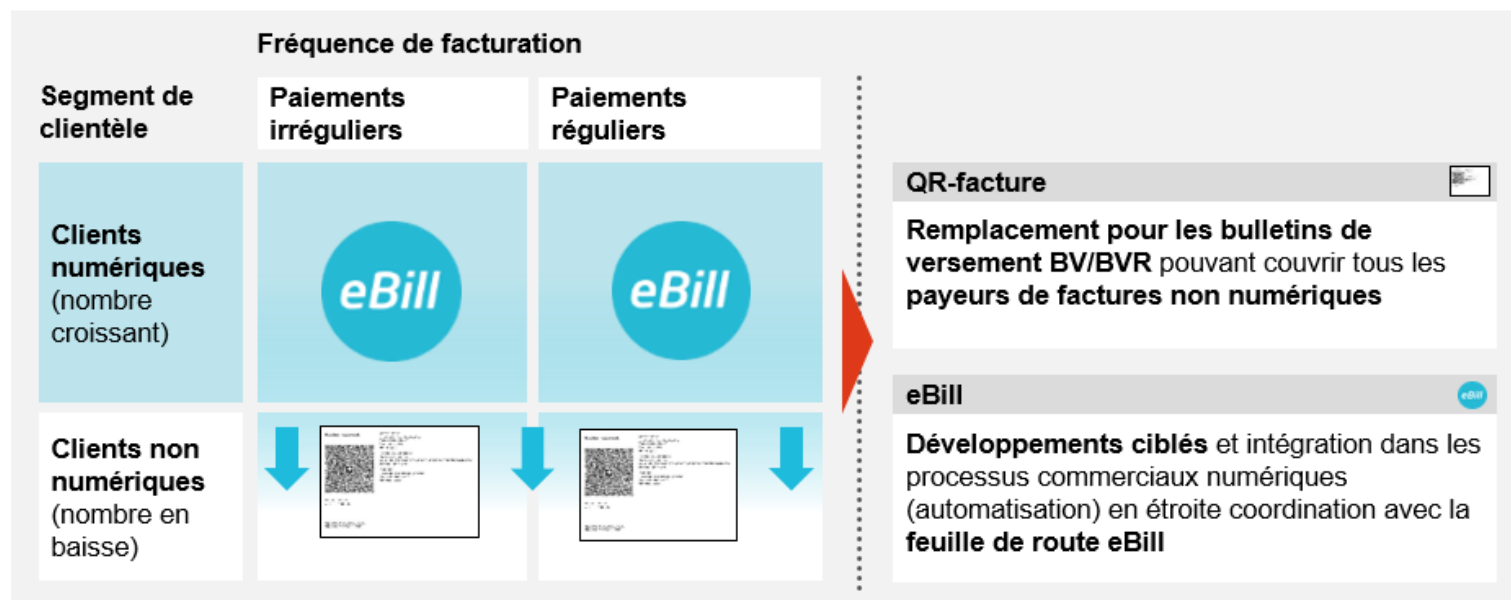 Fréquence de facturation
Segment de
clientèle
Paiements
irréguliers
Paiements
réguliers
Clients
numériques
(nombre
croissant)
eBill
eBill
Clients non
numériques
(nombre en
baisse)
QR-facture
Remplacement pour les bulletins de
versement BV/BVR pouvant couvrir tous les
payeurs de factures non numériques
eBill
eBill
Développements ciblés et intégration dans les
processus commerciaux numériques
(automatisation) en étroite coordination avec la
feuille de route eBill